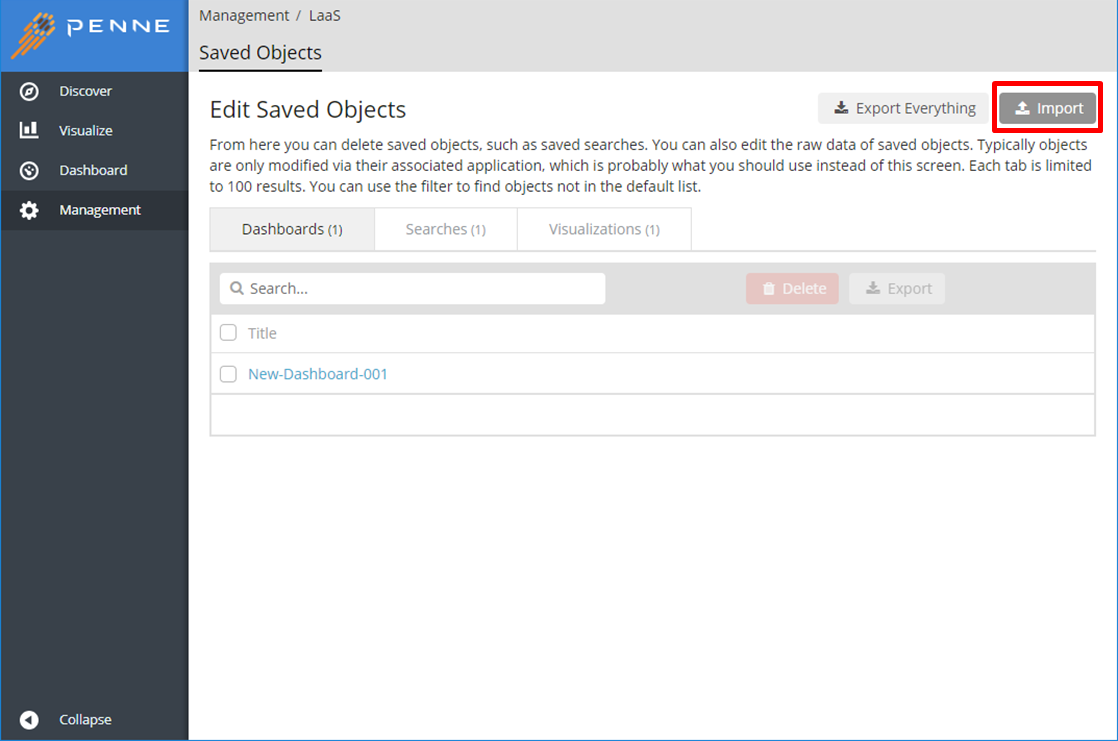 PENNE
Management / LaaS
Saved Objects
Discover
Visualize
Dashboard
Management
Collapse
Edit Saved Objects
Export Everything
Import
From here you can delete saved objects, such as saved searches. You can also edit the raw data of saved objects. Typically objects
are only modified via their associated application, which is probably what you should use instead of this screen. Each tab is limited
to 100 results. You can use the filter to find objects not in the default list.
Dashboards (1)
Searches (1)
Visualizations (1)
Search...
Delete
Export
Title
New-Dashboard-001